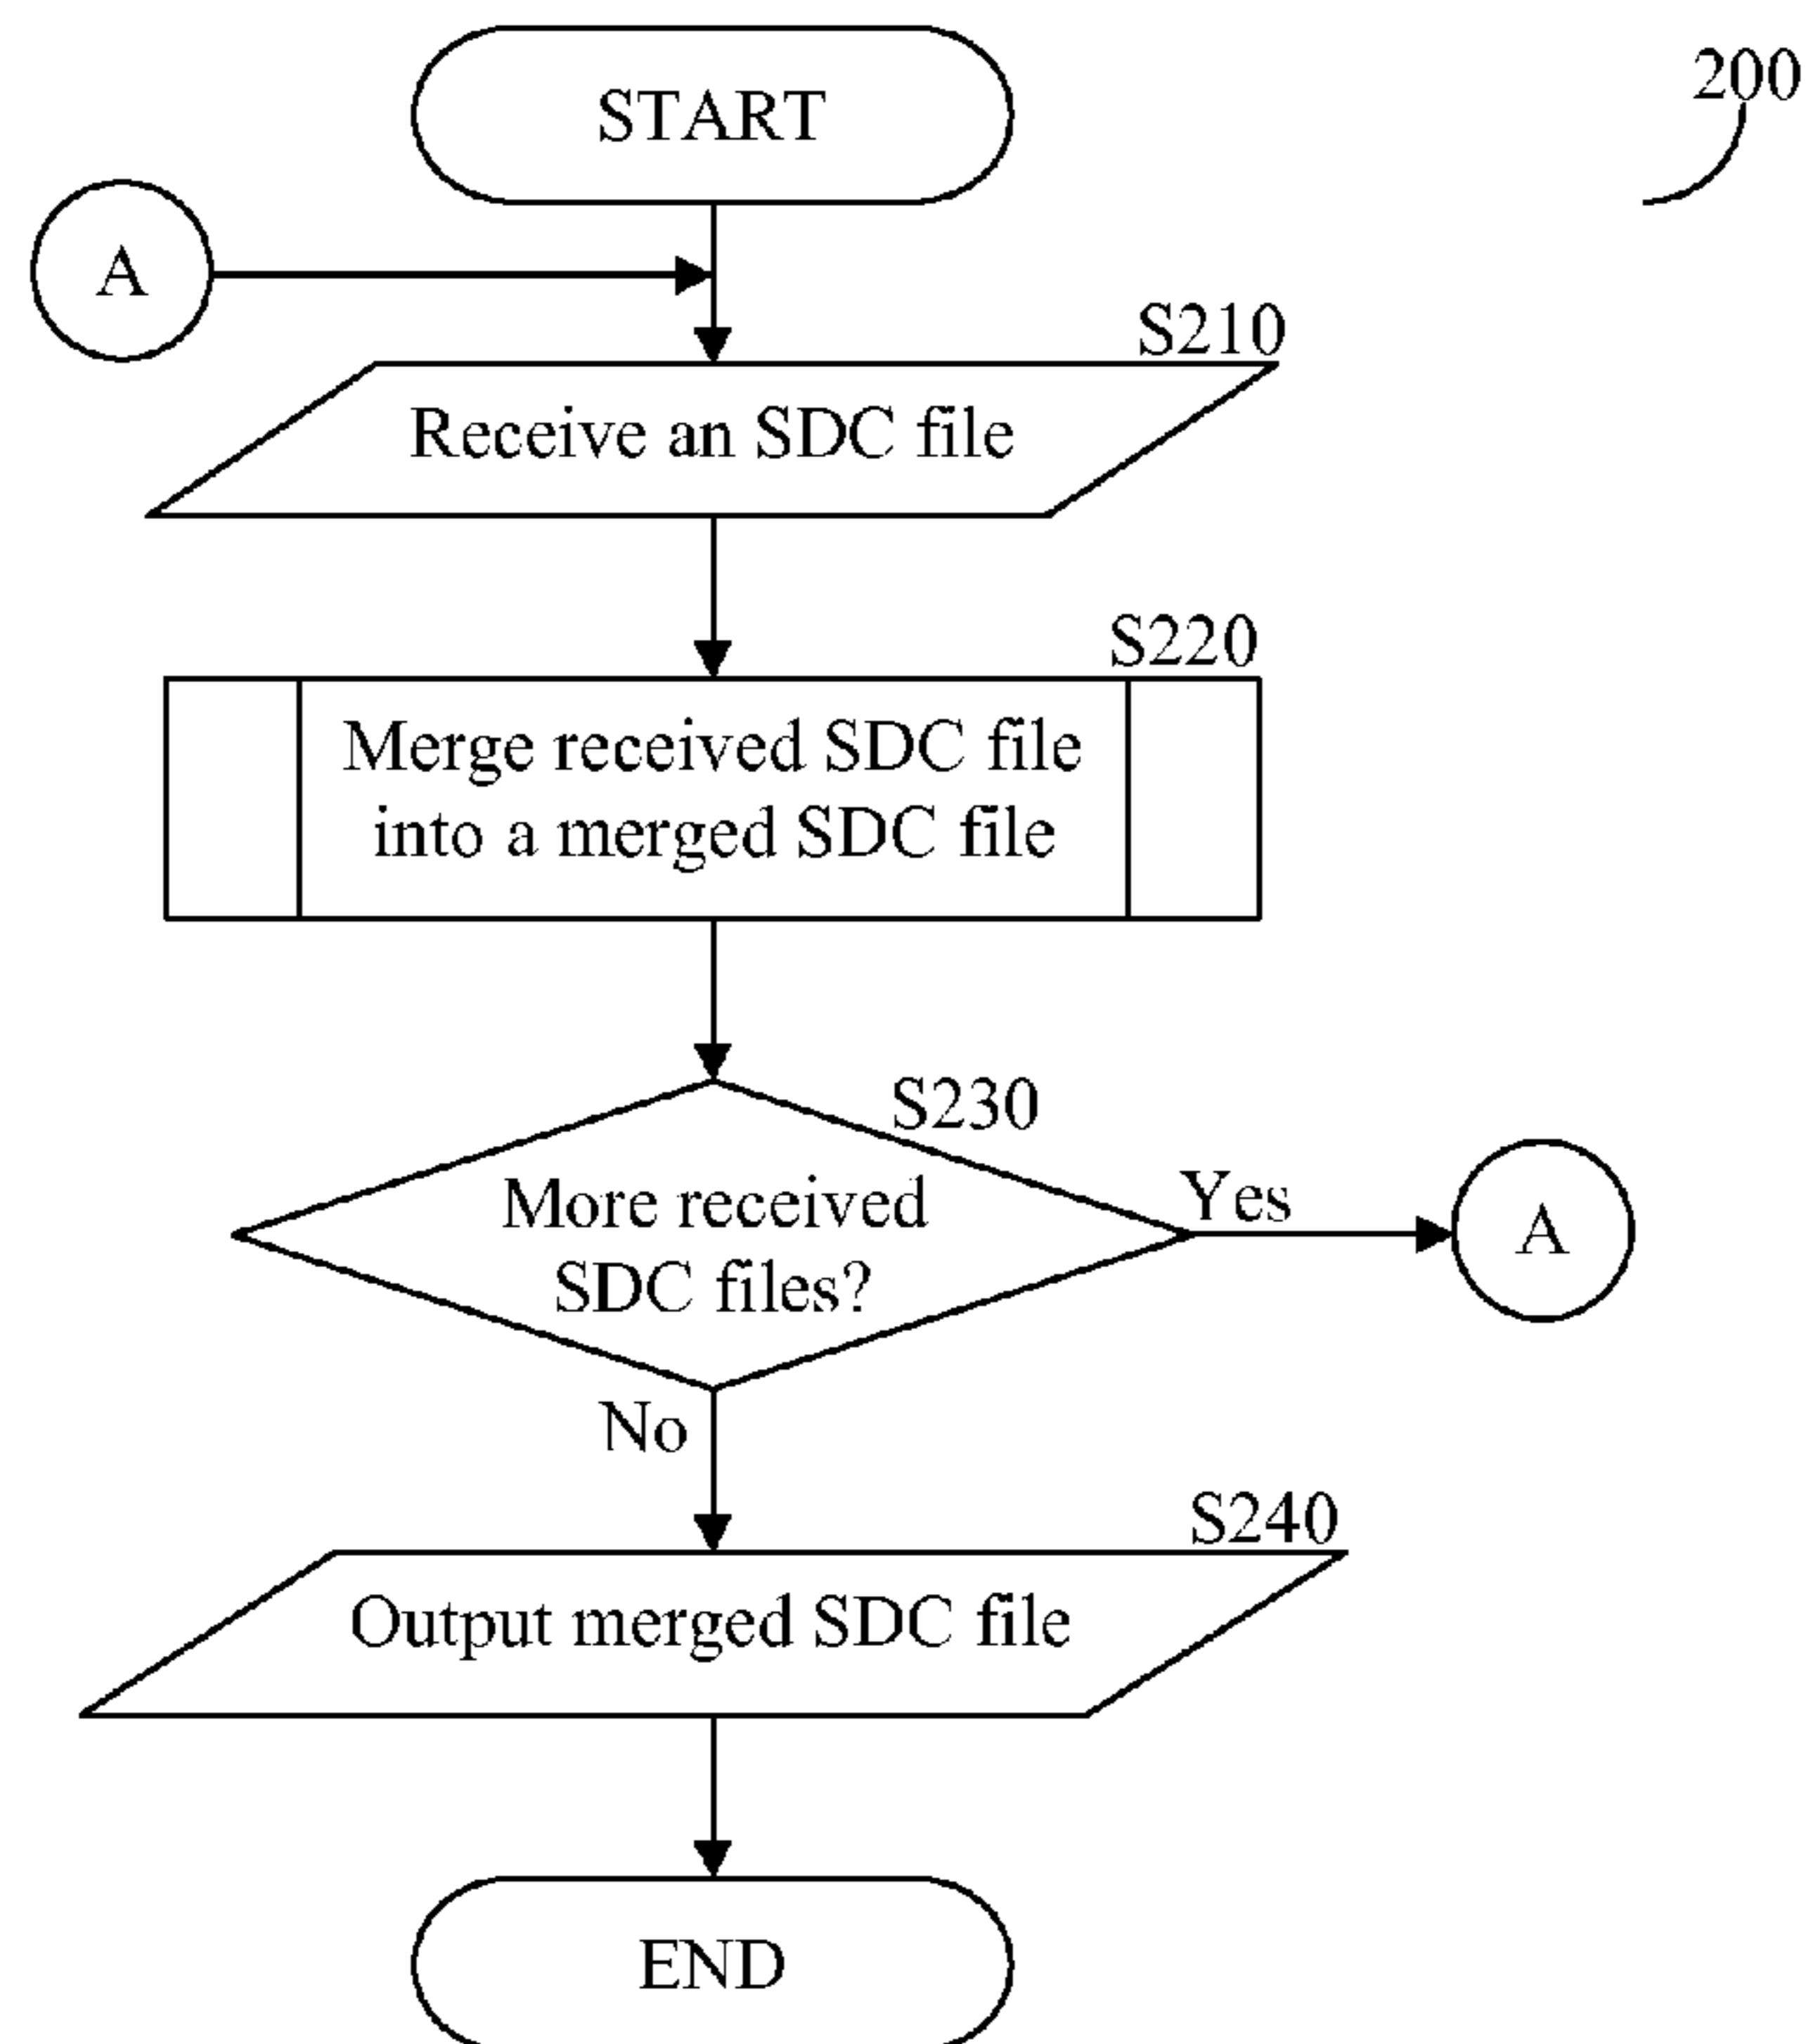 START
200
A
S210
Receive an SDC file
S220
Merge received SDC file
into a merged SDC file
S230
More received
SDC files?
Yes
A
No
S240
Output merged SDC file
END